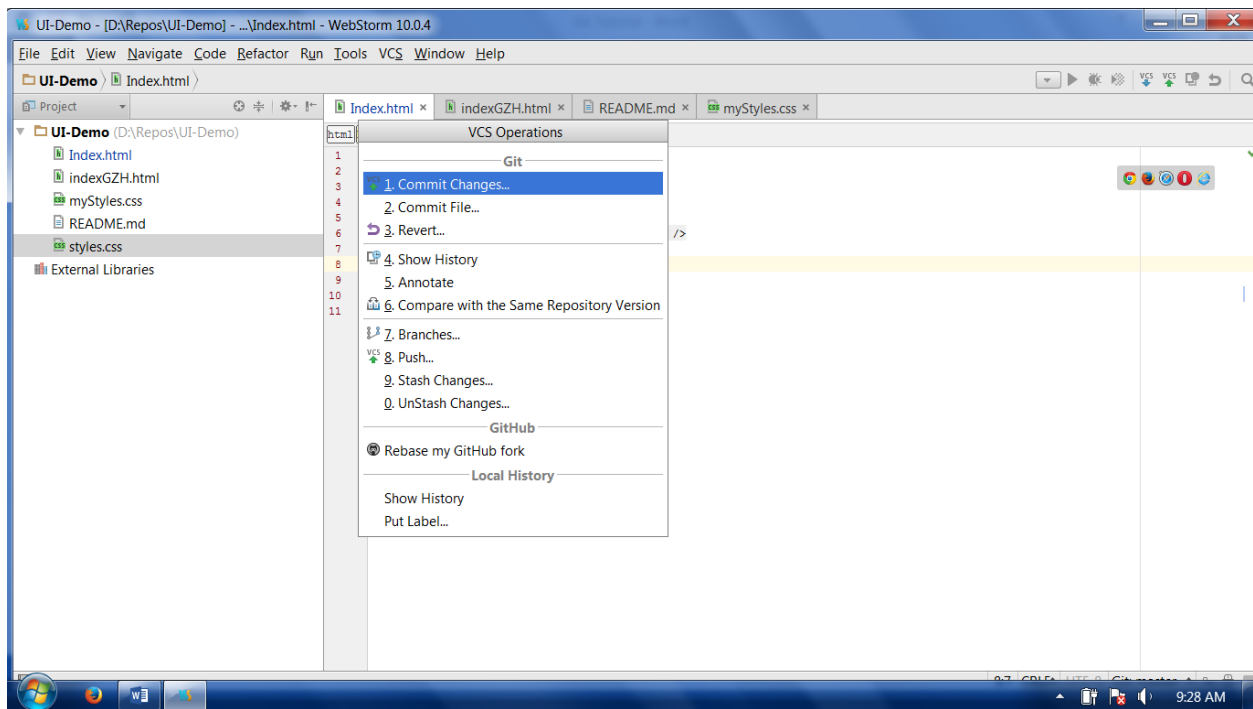 UI-Demo - [D:\Repos\UI-Demo] - ...\Index.html - WebStorm 10.0.4
File Edit View Navigate Code Refactor Run Tools VCS Window Help
UI-Demo Index.html
Project
Index.html indexGZH.html README.md myStyles.css
UI-Demo (D:\Repos\UI-Demo)
Index.html
indexGZH.html
myStyles.css
README.md
styles.css
External Libraries
html
1
2
3
4
5
6 />
7
8
9
10
11
VCS Operations
Git
1. Commit Changes...
2. Commit File...
3. Revert...
4. Show History
5. Annotate
6. Compare with the Same Repository Version
7. Branches...
8. Push...
9. Stash Changes...
0. UnStash Changes...
GitHub
Rebase my GitHub fork
Local History
Show History
Put Label...
9:28 AM